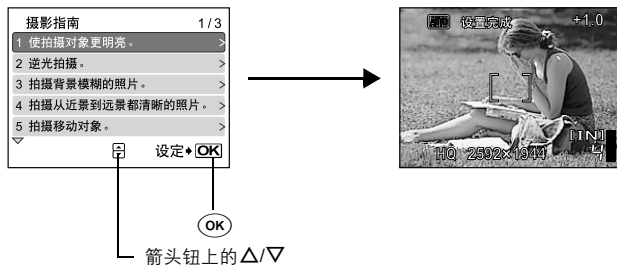 摄影指南 1/3
1 使拍摄对象更明亮。 >
2 逆光拍摄。 >
3 拍摄背景模糊的照片。 >
4 拍摄从近景到远景都清晰的照片。 >
5 拍摄移动对象。 >
设定 OK
OK
箭头钮上的△/▽
AUTO 设置完成 +1.0
[IN]
HQ 2592×1944 4